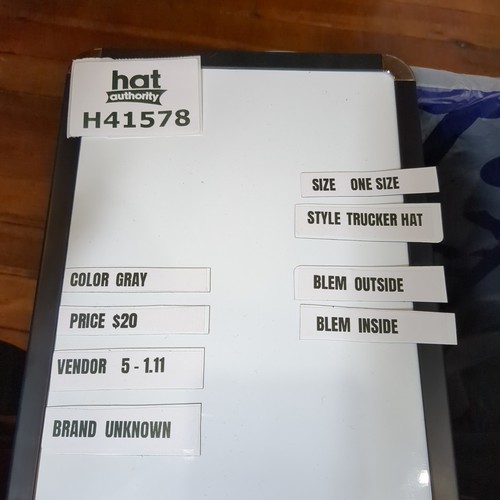 hat
authority
H41578
SIZE ONE SIZE
STYLE TRUCKER HAT
COLOR GRAY
BLEM OUTSIDE
PRICE $20
BLEM INSIDE
VENDOR 5 - 1.11
BRAND UNKNOWN